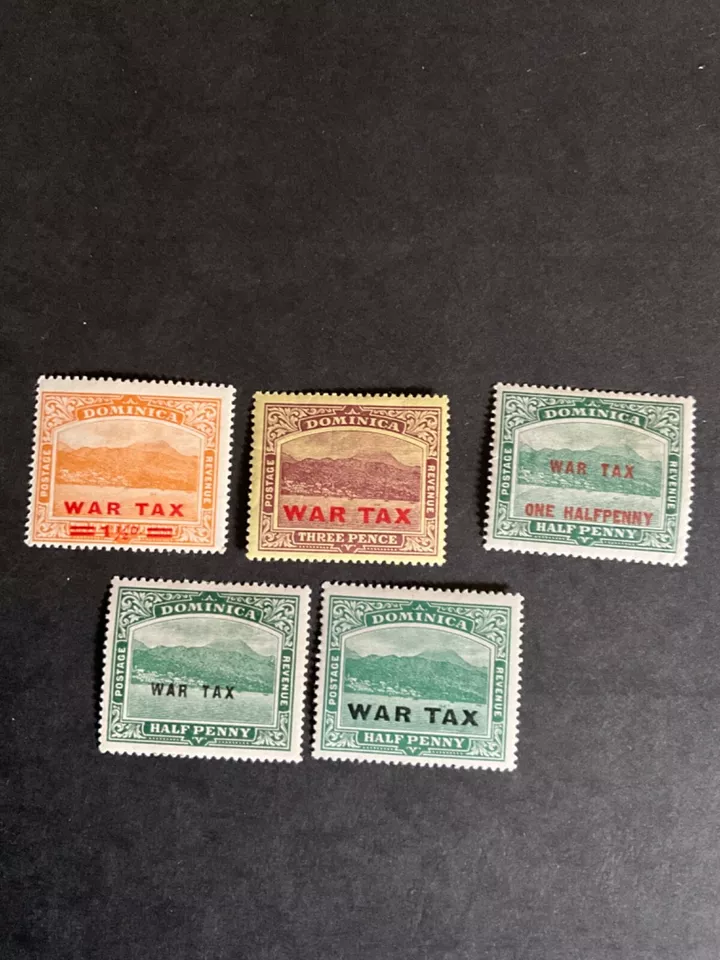 DOMINICA
POSTAGE
REVENUE
WAR TAX
1½D.
DOMINICA
POSTAGE
REVENUE
WAR TAX
THREE PENCE
DOMINICA
POSTAGE
REVENUE
WAR TAX
ONE HALFPENNY
HALF PENNY
DOMINICA
POSTAGE
REVENUE
WAR TAX
HALF PENNY
DOMINICA
POSTAGE
REVENUE
WAR TAX
HALF PENNY